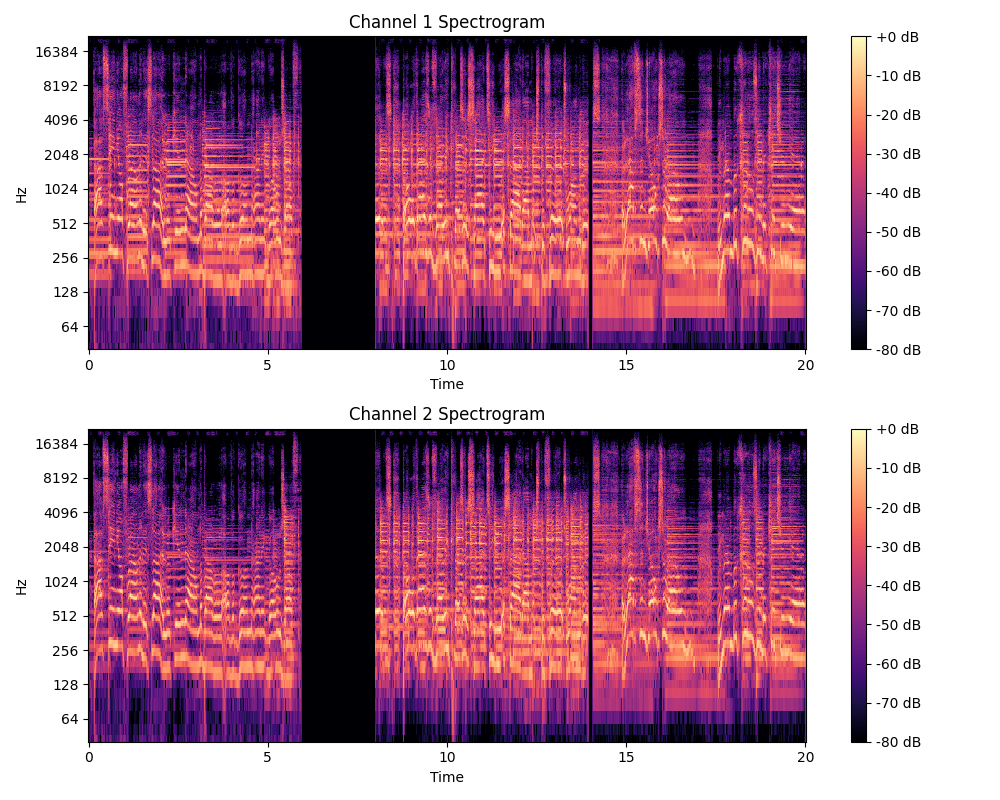 Channel 1 Spectrogram
16384
8192
4096
2048
1024
512
256
128
64
Hz
0
5
10
15
20
Time
+0 dB
-10 dB
-20 dB
-30 dB
-40 dB
-50 dB
-60 dB
-70 dB
-80 dB
Channel 2 Spectrogram
16384
8192
4096
2048
1024
512
256
128
64
Hz
0
5
10
15
20
Time
+0 dB
-10 dB
-20 dB
-30 dB
-40 dB
-50 dB
-60 dB
-70 dB
-80 dB